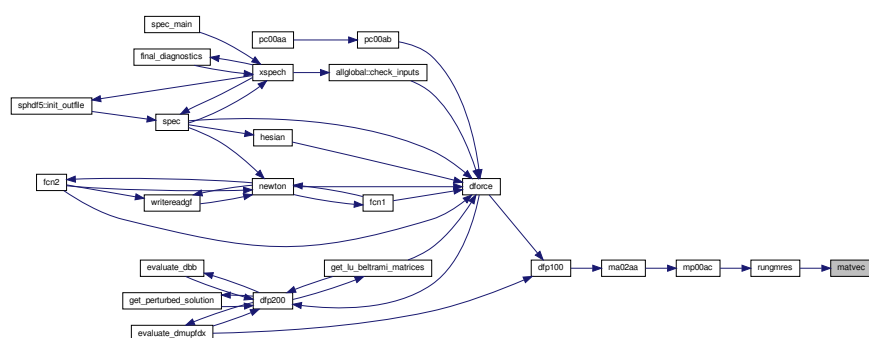 spec_main
pc00aa
pc00ab
final_diagnostics
xspech
allglobal::check_inputs
sphdf5::init_outfile
spec
hesian
fcn2
newton
dforce
writereadgf
fcn1
evaluate_dbb
get_lu_beltrami_matrices
dfp100
ma02aa
mp00ac
rungmres
matvec
get_perturbed_solution
dfp200
evaluate_dmupfdx